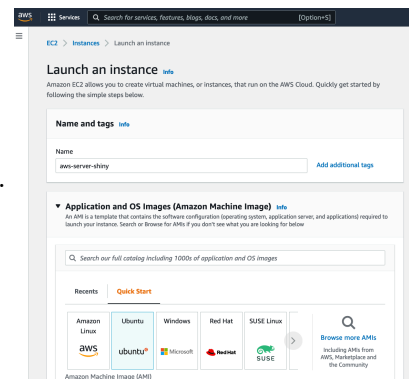 aws
Services
Search for services, features, blogs, docs, and more
[Option+S]
EC2 > Instances > Launch an instance
Launch an instance Info
Amazon EC2 allows you to create virtual machines, or instances, that run on the AWS Cloud. Quickly get started by
following the simple steps below.
Name and tags Info
Name
aws-server-shiny
Add additional tags
Application and OS Images (Amazon Machine Image) Info
An AMI is a template that contains the software configuration (operating system, application server, and applications) required to
launch your instance. Search or Browse for AMIs if you don't see what you are looking for below
Search our full catalog including 1000s of application and OS images
Recents
Quick Start
Amazon
Linux
aws
Ubuntu
ubuntu
Windows
Microsoft
Red Hat
Red Hat
SUSE Linux
SUSE
Browse more AMIs
Including AMIs from
AWS, Marketplace and
the Community
Amazon Machine Image (AMI)